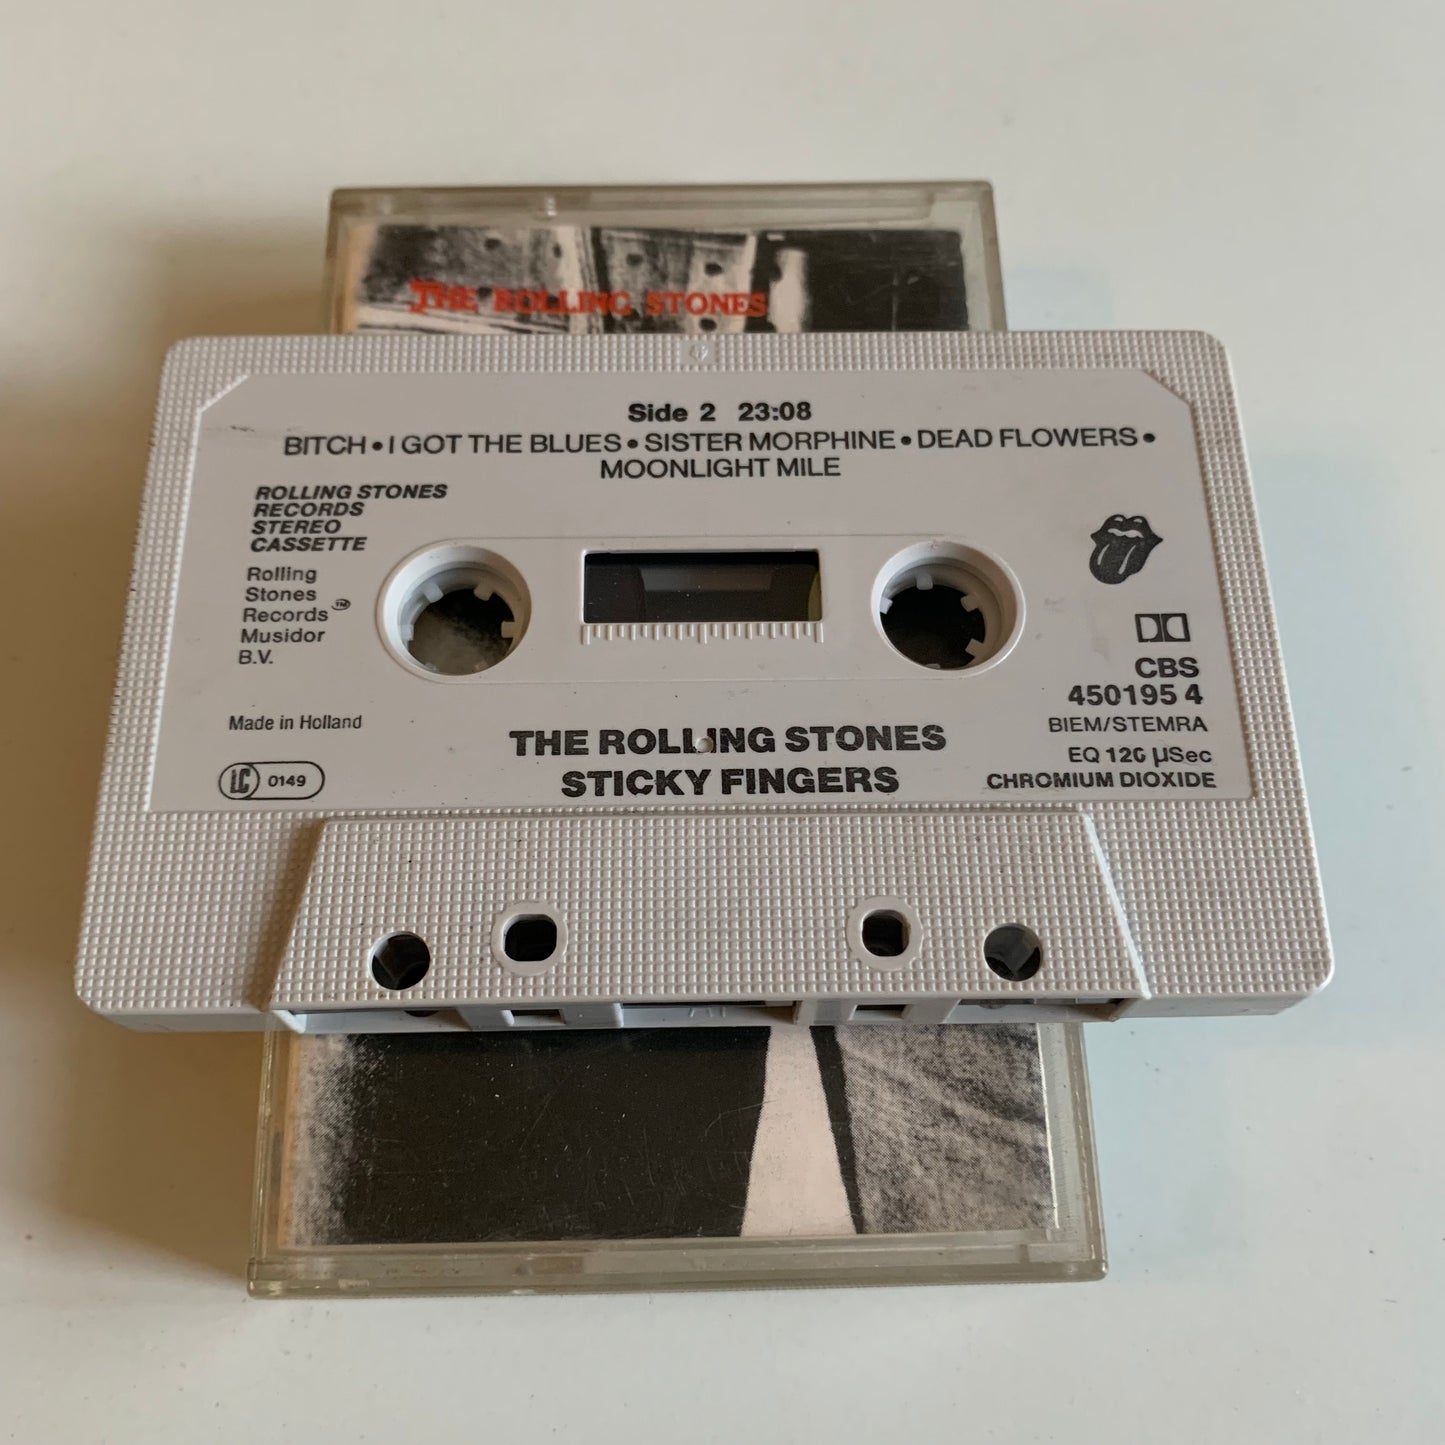 THE ROLLING STONES
Side 2 23:08
BITCH • I GOT THE BLUES • SISTER MORPHINE • DEAD FLOWERS •
MOONLIGHT MILE
ROLLING STONES
RECORDS
STEREO
CASSETTE
Rolling
Stones
Records™
Musidor
B.V.
Made in Holland
LC 0149
CBS
450195 4
BIEM/STEMRA
EQ 120 µSec
CHROMIUM DIOXIDE
THE ROLLING STONES
STICKY FINGERS